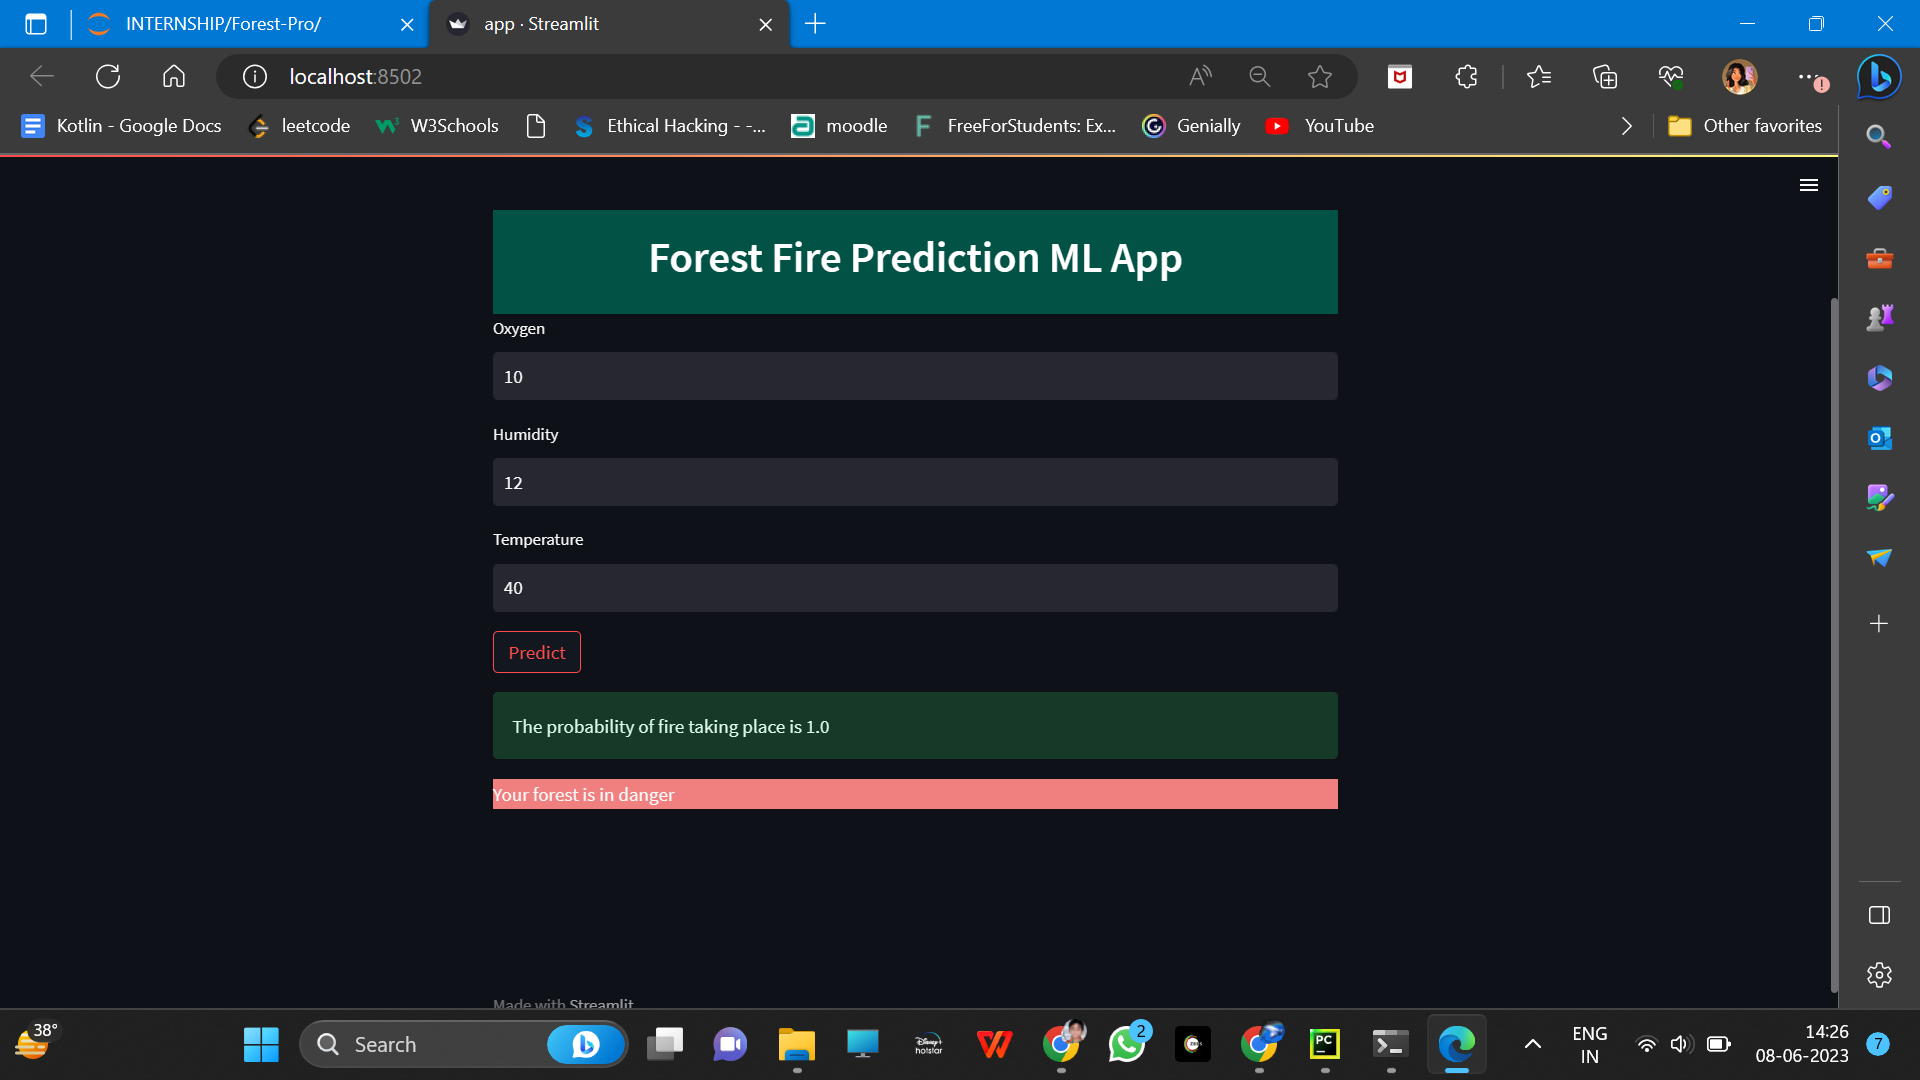 INTERNSHIP/Forest-Pro/
app · Streamlit
localhost:8502
Kotlin - Google Docs
leetcode
W3Schools
Ethical Hacking - -...
moodle
FreeForStudents: Ex...
Genially
YouTube
Other favorites
Forest Fire Prediction ML App
Oxygen
10
Humidity
12
Temperature
40
Predict
The probability of fire taking place is 1.0
Your forest is in danger
Made with Streamlit
38°
Search
Disney+
hotstar
2
PC
ENG
IN
14:26
08-06-2023
7